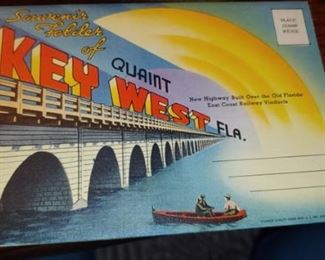 Souvenir
Folder
of
QUAINT
KEY WEST
FLA.
PLACE
STAMP
HERE
New Highway Built Over the Old Florida
East Coast Railway Viaducts